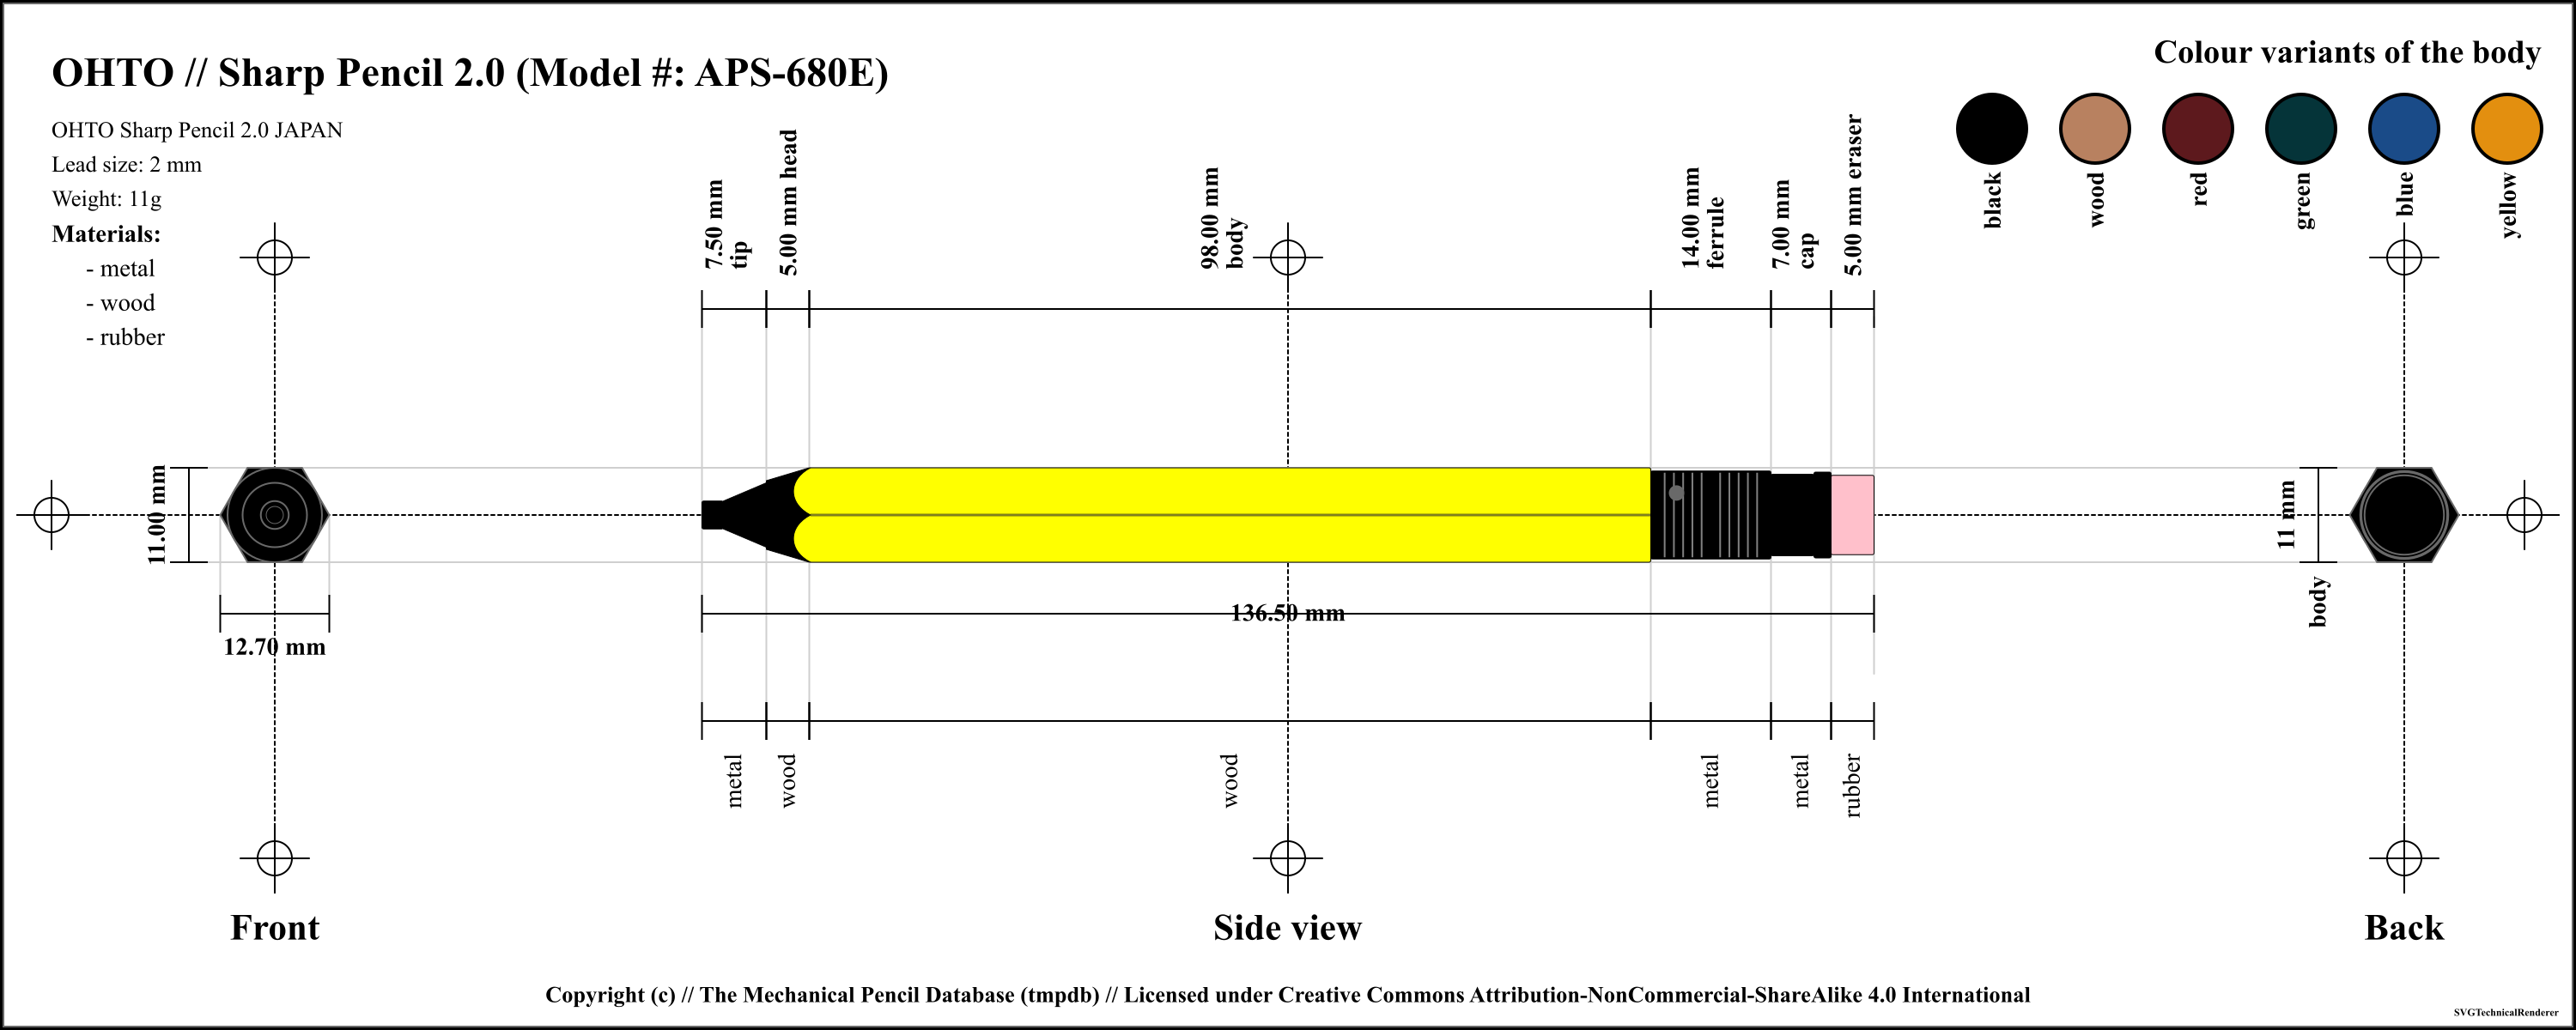 OHTO // Sharp Pencil 2.0 (Model #: APS-680E)
OHTO Sharp Pencil 2.0 JAPAN
Lead size: 2 mm
Weight: 11g
Materials:
- metal
- wood
- rubber
Colour variants of the body
black
wood
red
green
blue
yellow
7.50 mm
tip
5.00 mm head
98.00 mm
body
14.00 mm
ferrule
7.00 mm
cap
5.00 mm eraser
11.00 mm
12.70 mm
136.50 mm
11 mm
body
metal
wood
wood
metal
metal
rubber
Front
Side view
Back
Copyright (c) // The Mechanical Pencil Database (tmpdb) // Licensed under Creative Commons Attribution-NonCommercial-ShareAlike 4.0 International
SVGTechnicalRenderer